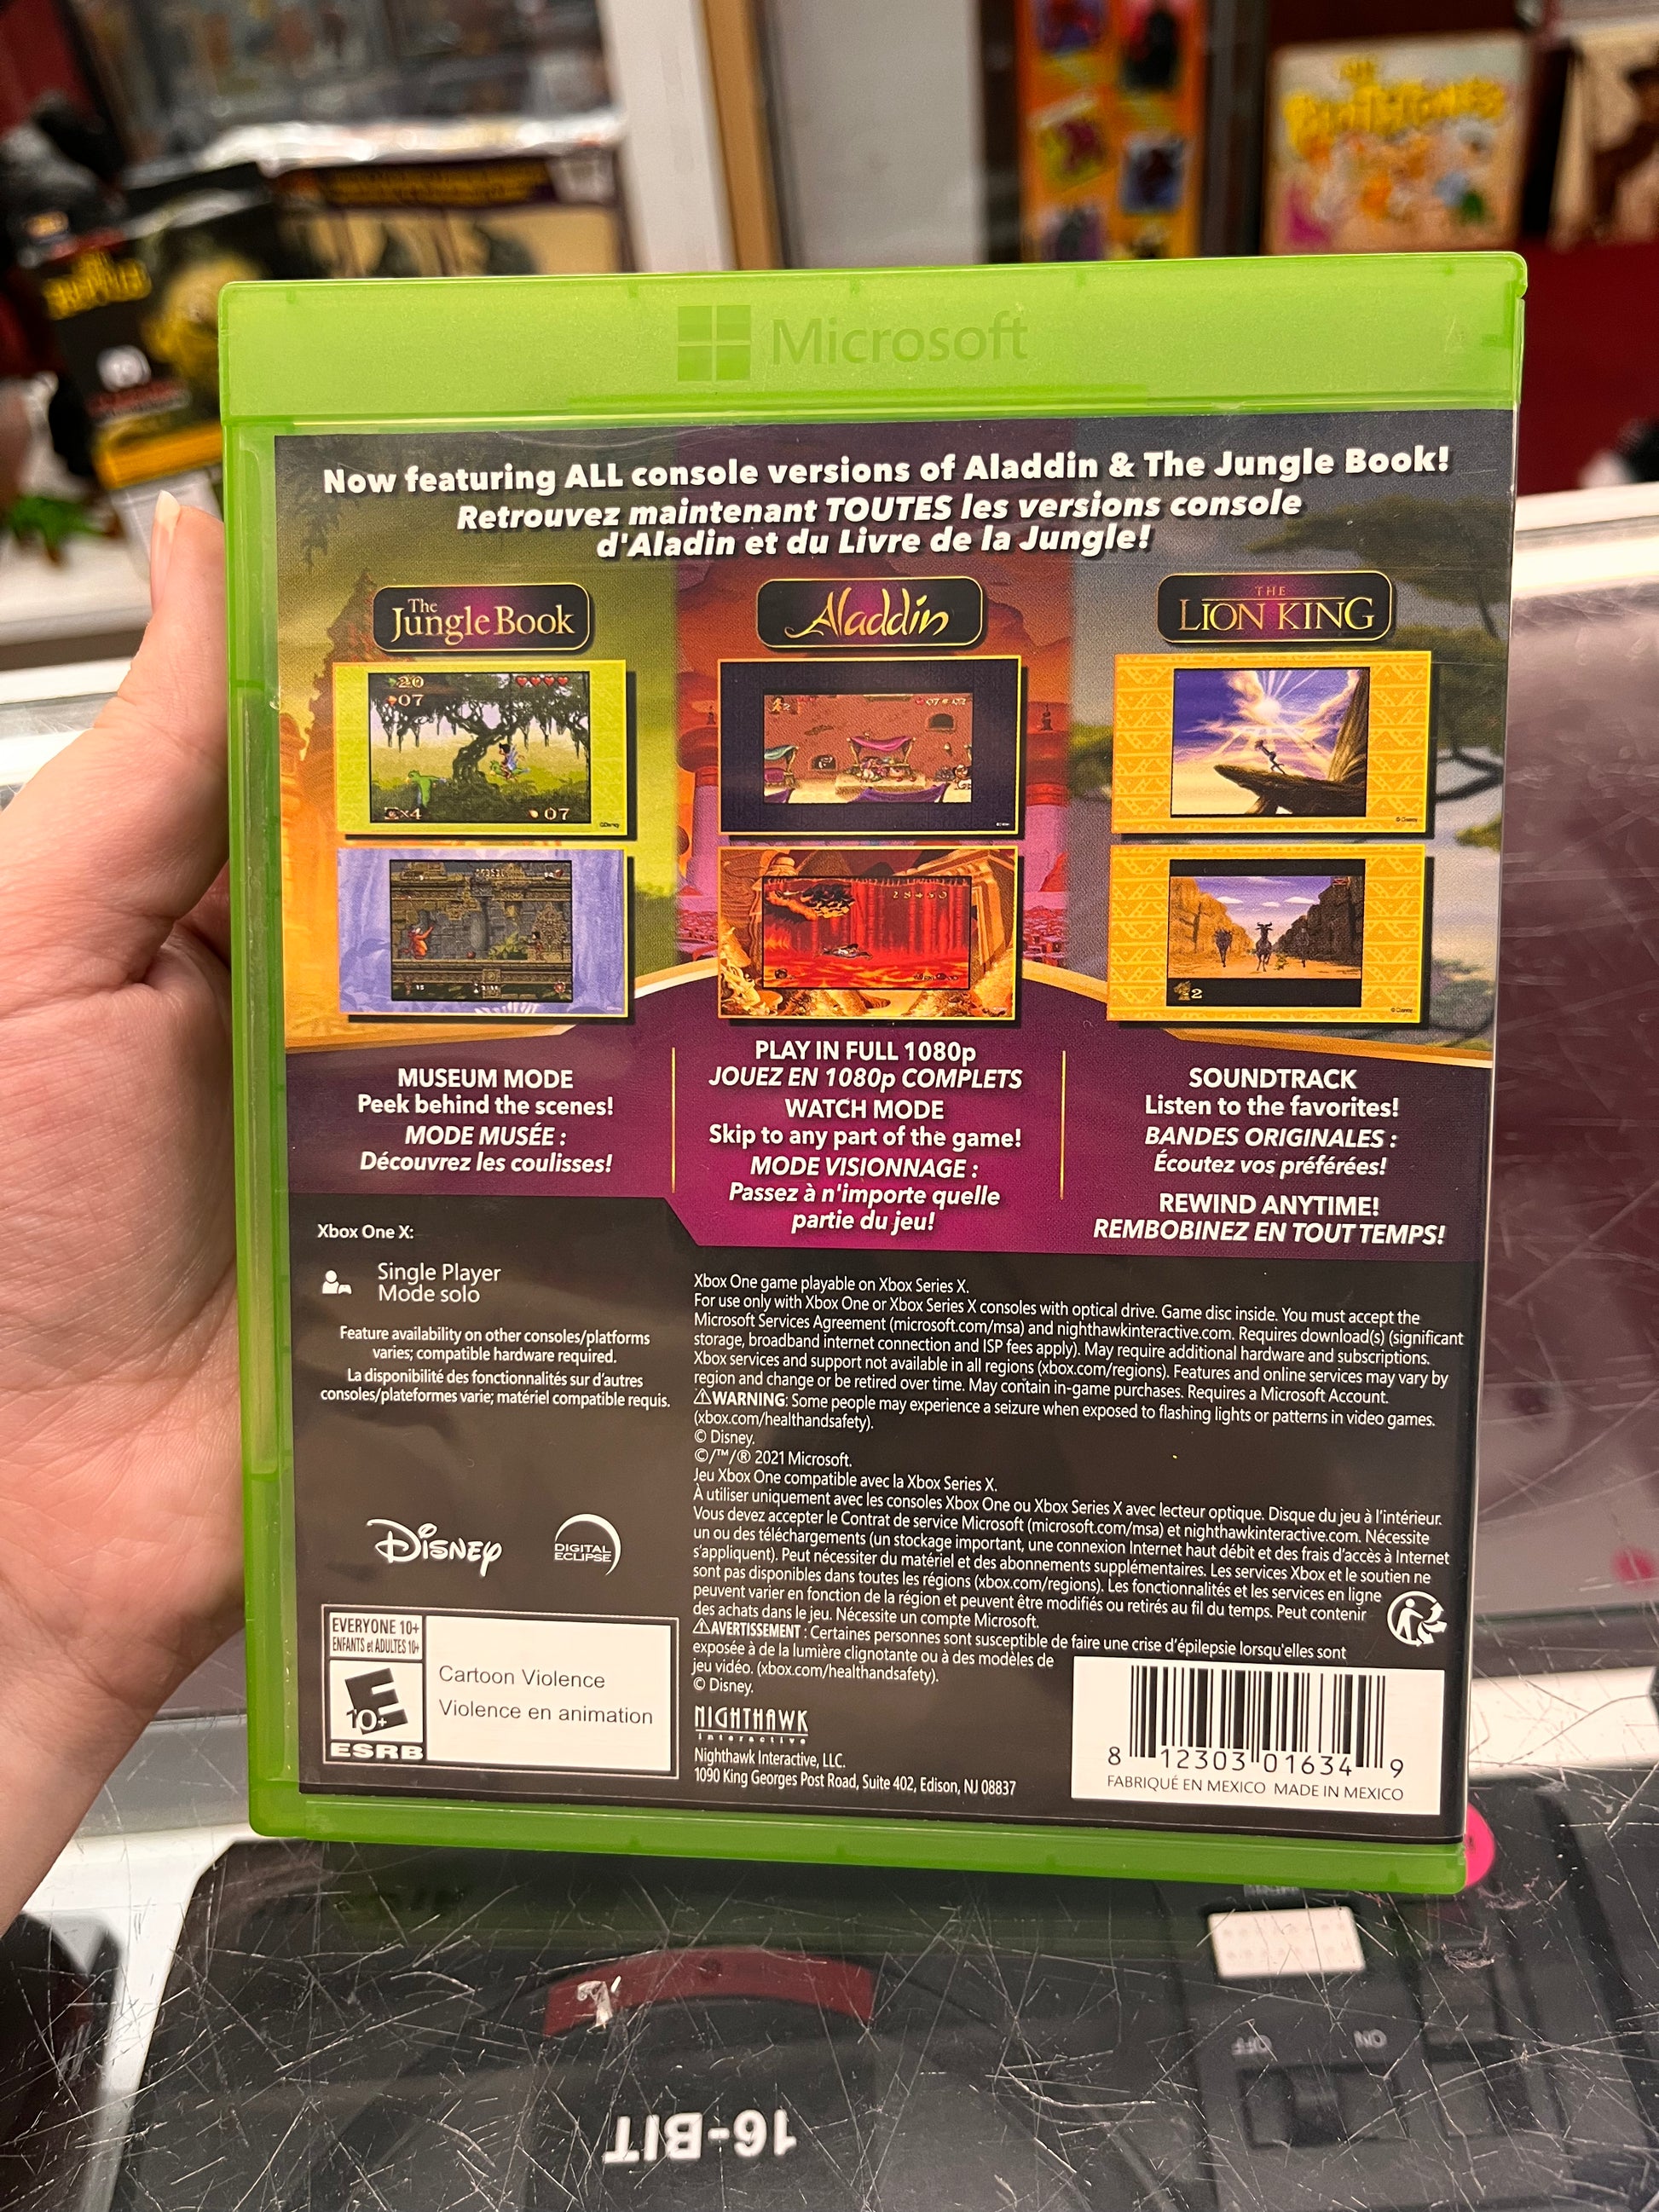 THE
FLINTSTONES
Microsoft
Now featuring ALL console versions of Aladdin & The Jungle Book!
Retrouvez maintenant TOUTES les versions console
d'Aladin et du Livre de la Jungle!
The
Jungle Book
Aladdin
THE
LION KING
20
07
x4
07
©Disney
© Disney
2
28450
2
© Disney
MUSEUM MODE
Peek behind the scenes!
MODE MUSÉE :
Découvrez les coulisses!
PLAY IN FULL 1080p
JOUEZ EN 1080p COMPLETS
WATCH MODE
Skip to any part of the game!
MODE VISIONNAGE :
Passez à n'importe quelle
partie du jeu!
SOUNDTRACK
Listen to the favorites!
BANDES ORIGINALES :
Écoutez vos préférées!
REWIND ANYTIME!
REMBOBINEZ EN TOUT TEMPS!
Xbox One X:
Single Player
Mode solo
Feature availability on other consoles/platforms
varies; compatible hardware required.
La disponibilité des fonctionnalités sur d'autres
consoles/plateformes varie; matériel compatible requis.
Xbox One game playable on Xbox Series X.
For use only with Xbox One or Xbox Series X consoles with optical drive. Game disc inside. You must accept the
Microsoft Services Agreement (microsoft.com/msa) and nighthawkinteractive.com. Requires download(s) (significant
storage, broadband internet connection and ISP fees apply). May require additional hardware and subscriptions.
Xbox services and support not available in all regions (xbox.com/regions). Features and online services may vary by
region and change or be retired over time. May contain in-game purchases. Requires a Microsoft Account.
⚠WARNING: Some people may experience a seizure when exposed to flashing lights or patterns in video games.
(xbox.com/healthandsafety).
© Disney.
©/™/® 2021 Microsoft.
Jeu Xbox One compatible avec la Xbox Series X.
À utiliser uniquement avec les consoles Xbox One ou Xbox Series X avec lecteur optique. Disque du jeu à l'intérieur.
Vous devez accepter le Contrat de service Microsoft (microsoft.com/msa) et nighthawkinteractive.com. Nécessite
un ou des téléchargements (un stockage important, une connexion Internet haut débit et des frais d'accès à Internet
s'appliquent). Peut nécessiter du matériel et des abonnements supplémentaires. Les services Xbox et le soutien ne
sont pas disponibles dans toutes les régions (xbox.com/regions). Les fonctionnalités et les services en ligne
peuvent varier en fonction de la région et peuvent être modifiés ou retirés au fil du temps. Peut contenir
des achats dans le jeu. Nécessite un compte Microsoft.
⚠AVERTISSEMENT : Certaines personnes sont susceptible de faire une crise d'épilepsie lorsqu'elles sont
exposée à de la lumière clignotante ou à des modèles de
jeu vidéo. (xbox.com/healthandsafety).
© Disney.
Disney
DIGITAL
ECLIPSE
EVERYONE 10+
ENFANTS et ADULTES 10+
E
10+
ESRB
Cartoon Violence
Violence en animation
NIGHTHAWK
interactive
Nighthawk Interactive, LLC.
1090 King Georges Post Road, Suite 402, Edison, NJ 08837
8 12303 01634 9
FABRIQUÉ EN MEXICO MADE IN MEXICO
OFF
ON
16-BIT